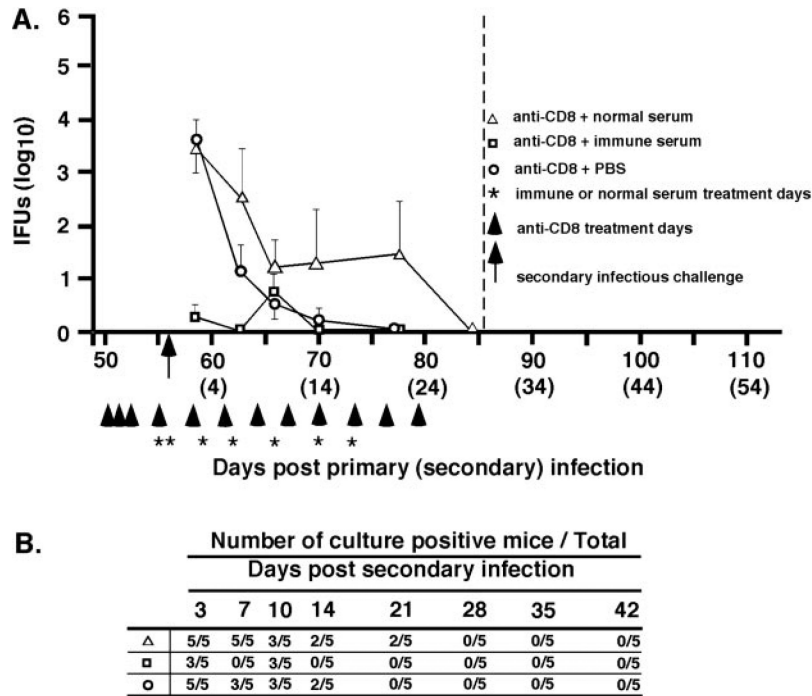 A.
6
5
4
3
2
1
0
IFUs (log10)
50 60 70 80 90 100 110
(4) (14) (24) (34) (44) (54)
** * * * * *
Days post primary (secondary) infection
anti-CD8 + normal serum
anti-CD8 + immune serum
anti-CD8 + PBS
* immune or normal serum treatment days
anti-CD8 treatment days
secondary infectious challenge
B.
Number of culture positive mice / Total
Days post secondary infection
3 7 10 14 21 28 35 42
5/5 5/5 3/5 2/5 2/5 0/5 0/5 0/5
3/5 0/5 3/5 0/5 0/5 0/5 0/5 0/5
5/5 3/5 3/5 2/5 0/5 0/5 0/5 0/5